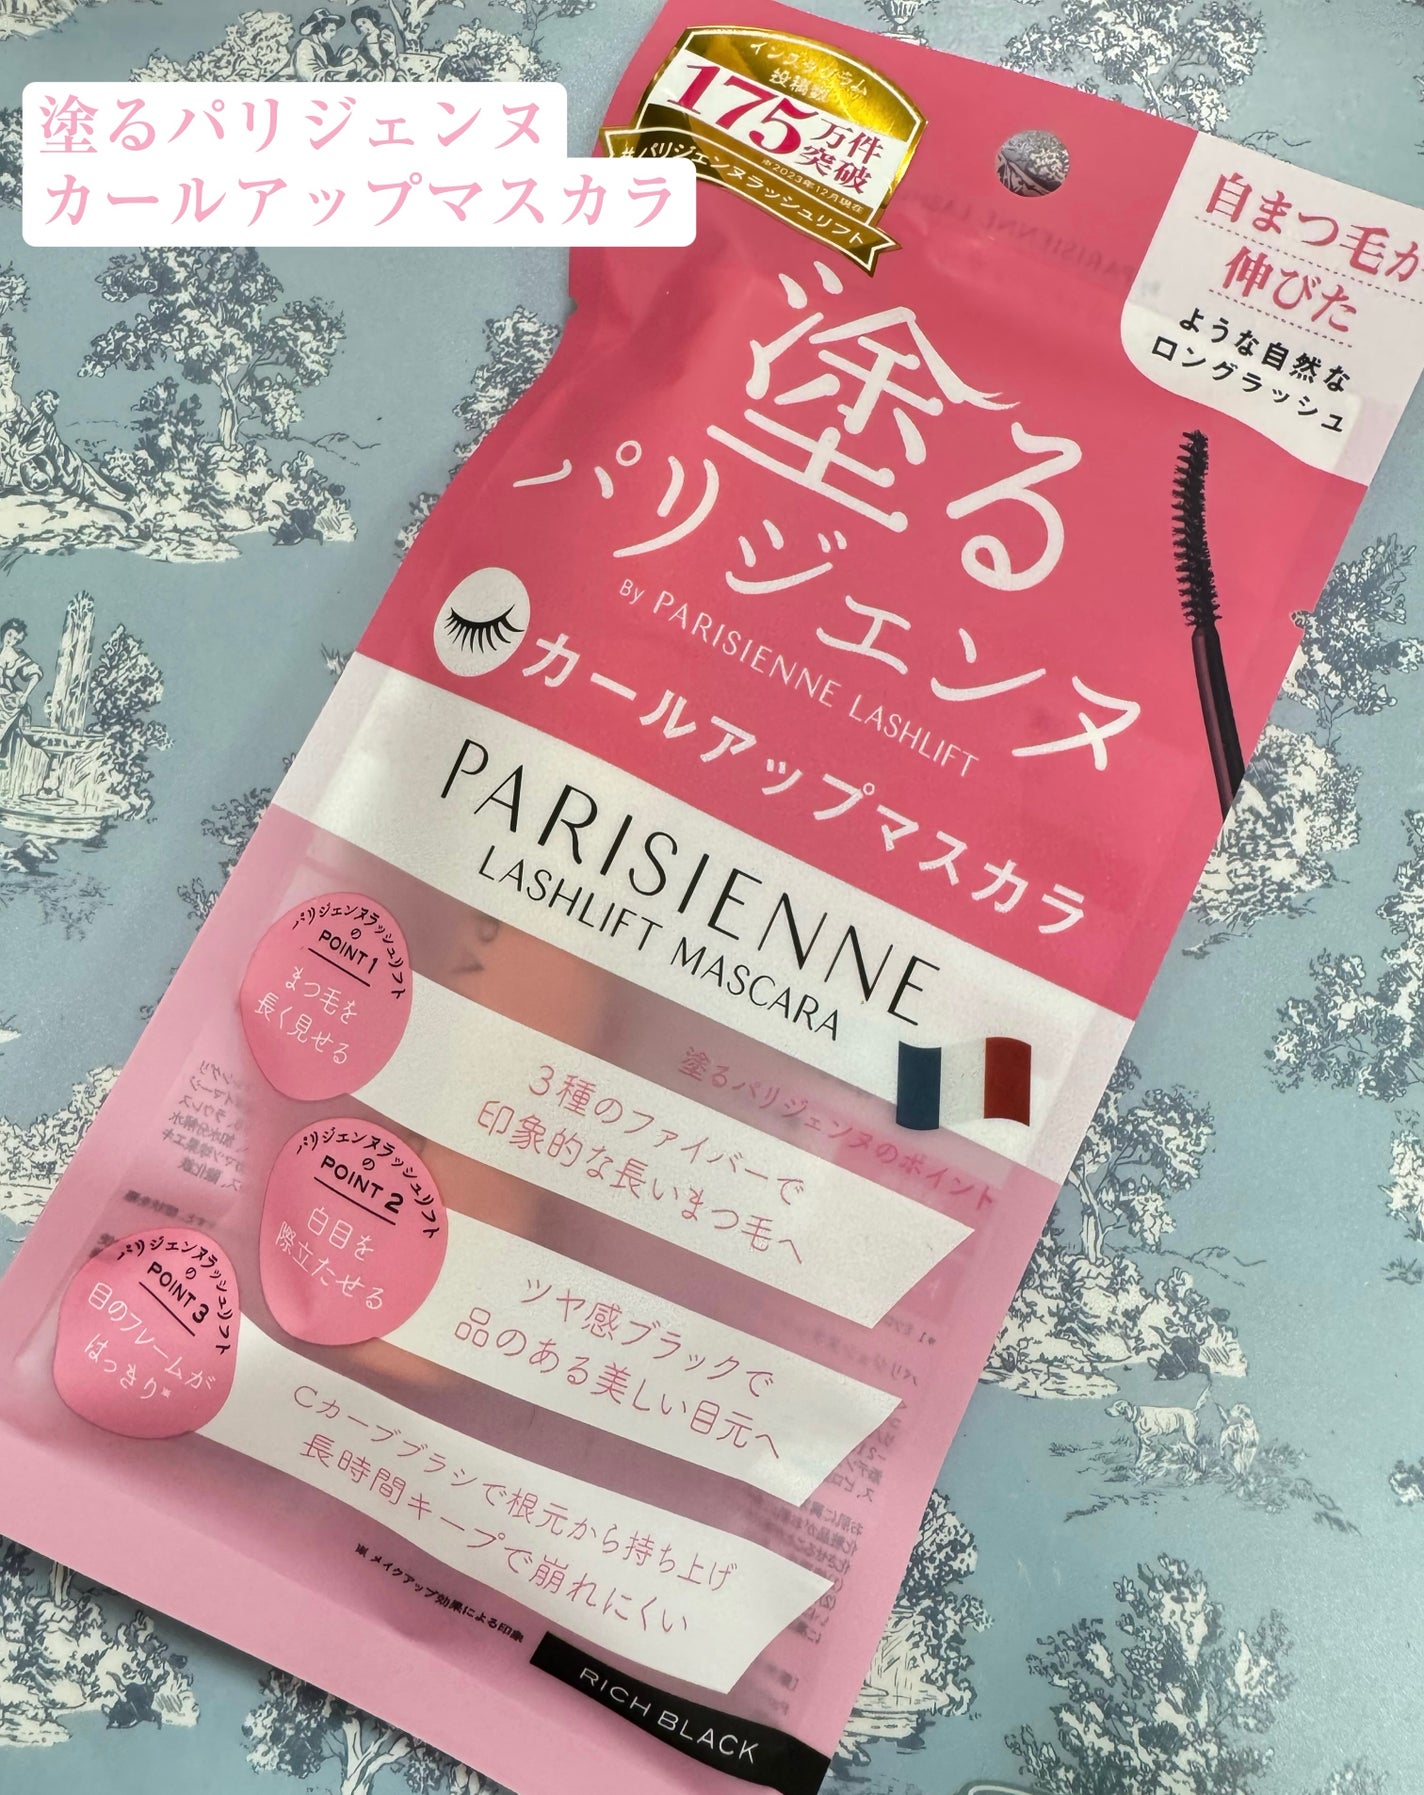 塗るパリジェンヌ
カールアップマスカラ
インスタグラム
投稿数
175万件
突破
※2023年12月現在
#パリジェンヌラッシュリフト
自まつ毛が
伸びた
ような自然な
ロングラッシュ
塗る
パリジェンヌ
By PARISIENNE LASHLIFT
カールアップマスカラ
PARISIENNE
LASHLIFT MASCARA
塗るパリジェンヌのポイント
パリジェンヌラッシュリフト
の
POINT 1
まつ毛を
長く見せる
3種のファイバーで
印象的な長いまつ毛へ
パリジェンヌラッシュリフト
の
POINT 2
白目を
際立たせる
ツヤ感ブラックで
品のある美しい目元へ
パリジェンヌラッシュリフト
の
POINT 3
目のフレームが
はっきり※
Cカーブブラシで根元から持ち上げ
長時間キープで崩れにくい
※ メイクアップ効果による印象
RICH BLACK